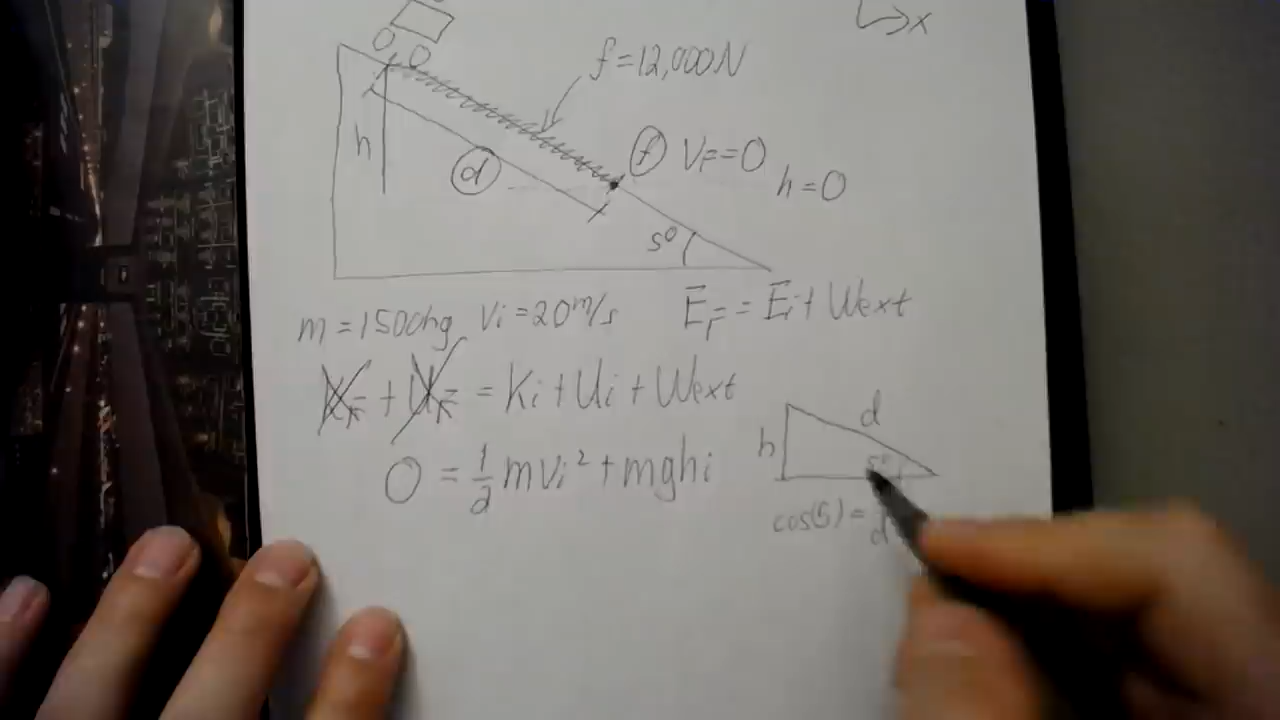 x
f=12,000N
h
d
f VF=0
h=0
5°
m=1500kg Vi=20m/s EF=Ei+Wext
KF+UF=Ki+Ui+Wext
d
h
5°
0=1/2mvi²+mghi
cos(5)=
d